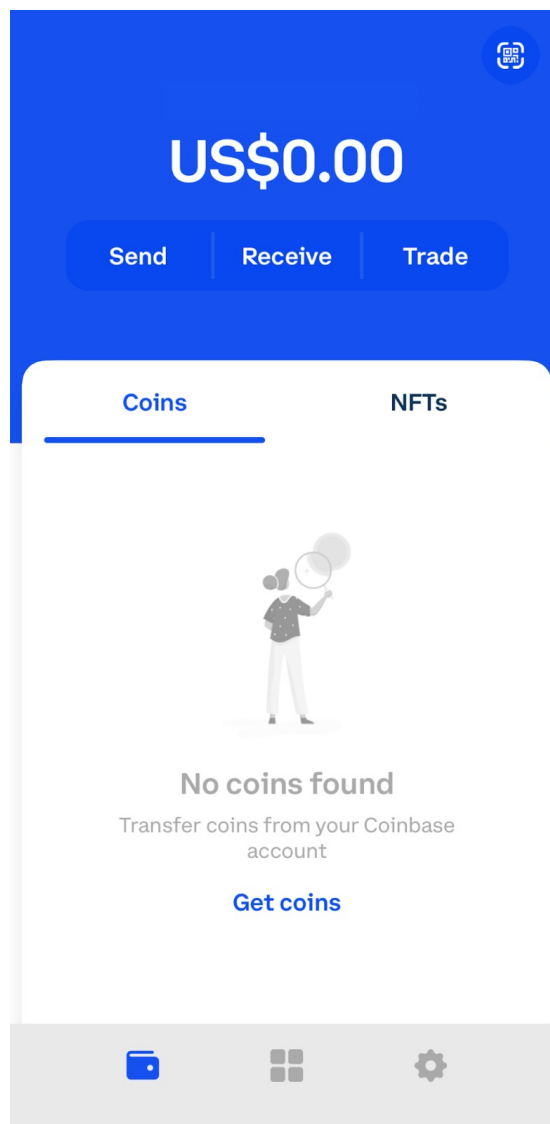 US$0.00
Send Receive Trade
Coins NFTs
No coins found
Transfer coins from your Coinbase
account
Get coins